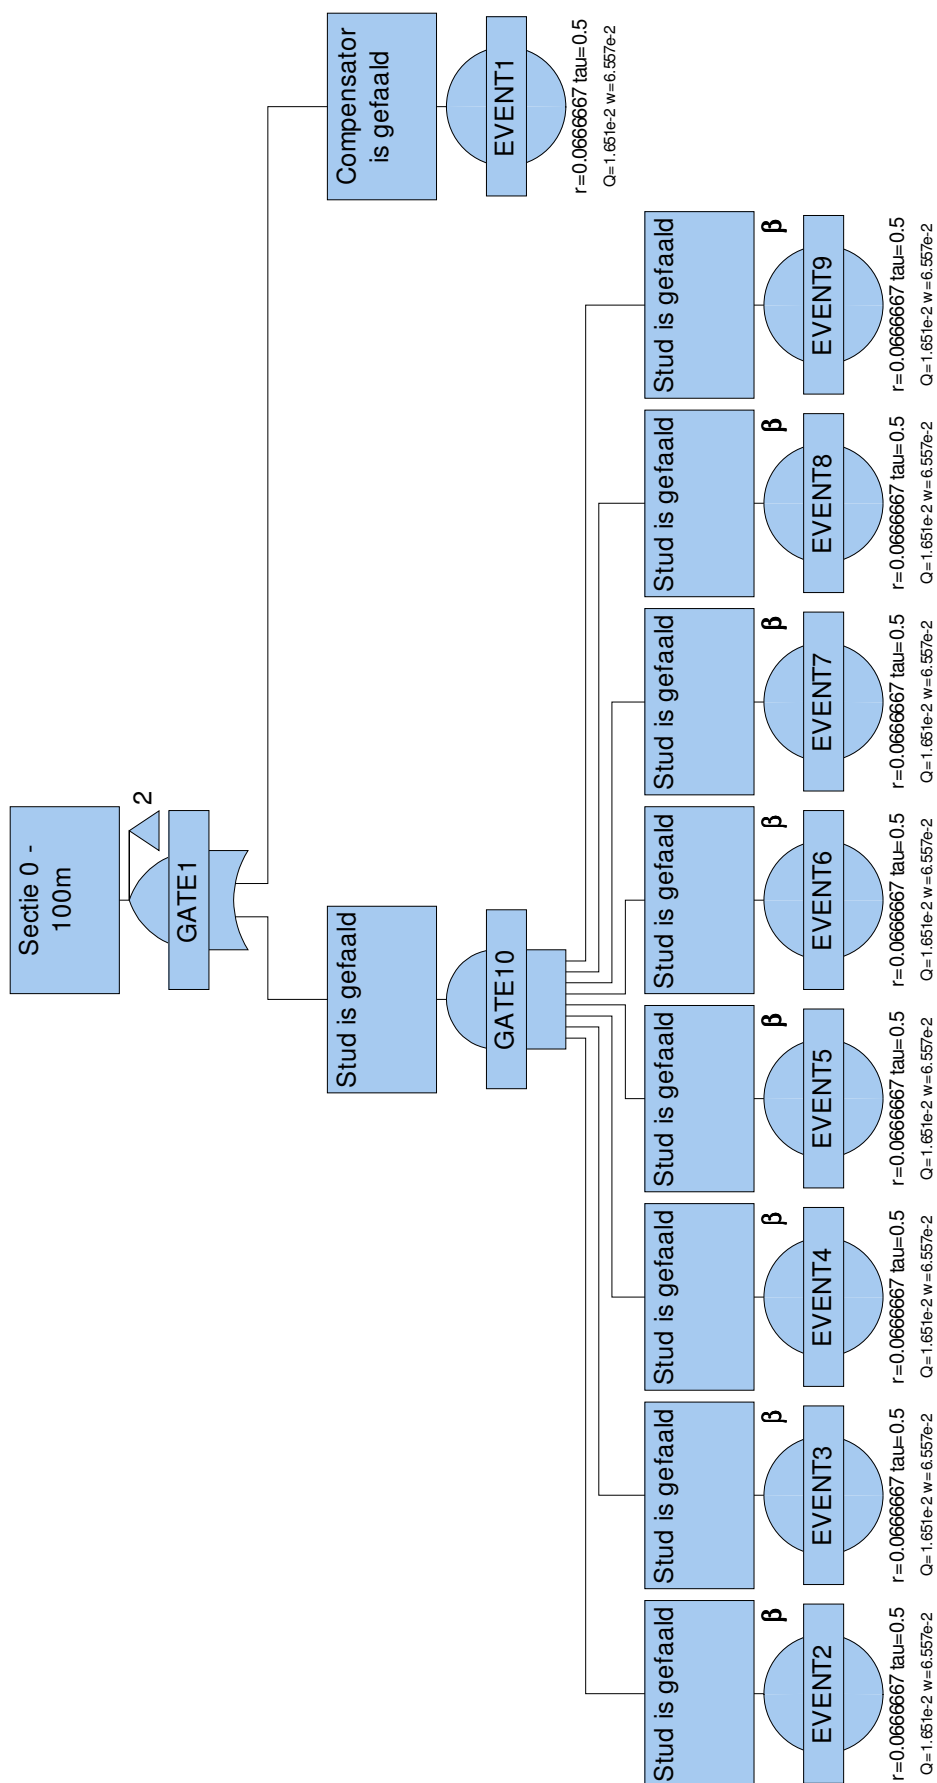 Sectie 0 -
100m
2
GATE1
Stud is gefaald
GATE10
Compensator
is gefaald
EVENT1
r=0.0666667 tau=0.5
Q=1.651e-2 w=6.557e-2
Stud is gefaald
β
EVENT2
r=0.0666667 tau=0.5
Q=1.651e-2 w=6.557e-2
Stud is gefaald
β
EVENT3
r=0.0666667 tau=0.5
Q=1.651e-2 w=6.557e-2
Stud is gefaald
β
EVENT4
r=0.0666667 tau=0.5
Q=1.651e-2 w=6.557e-2
Stud is gefaald
β
EVENT5
r=0.0666667 tau=0.5
Q=1.651e-2 w=6.557e-2
Stud is gefaald
β
EVENT6
r=0.0666667 tau=0.5
Q=1.651e-2 w=6.557e-2
Stud is gefaald
β
EVENT7
r=0.0666667 tau=0.5
Q=1.651e-2 w=6.557e-2
Stud is gefaald
β
EVENT8
r=0.0666667 tau=0.5
Q=1.651e-2 w=6.557e-2
Stud is gefaald
β
EVENT9
r=0.0666667 tau=0.5
Q=1.651e-2 w=6.557e-2